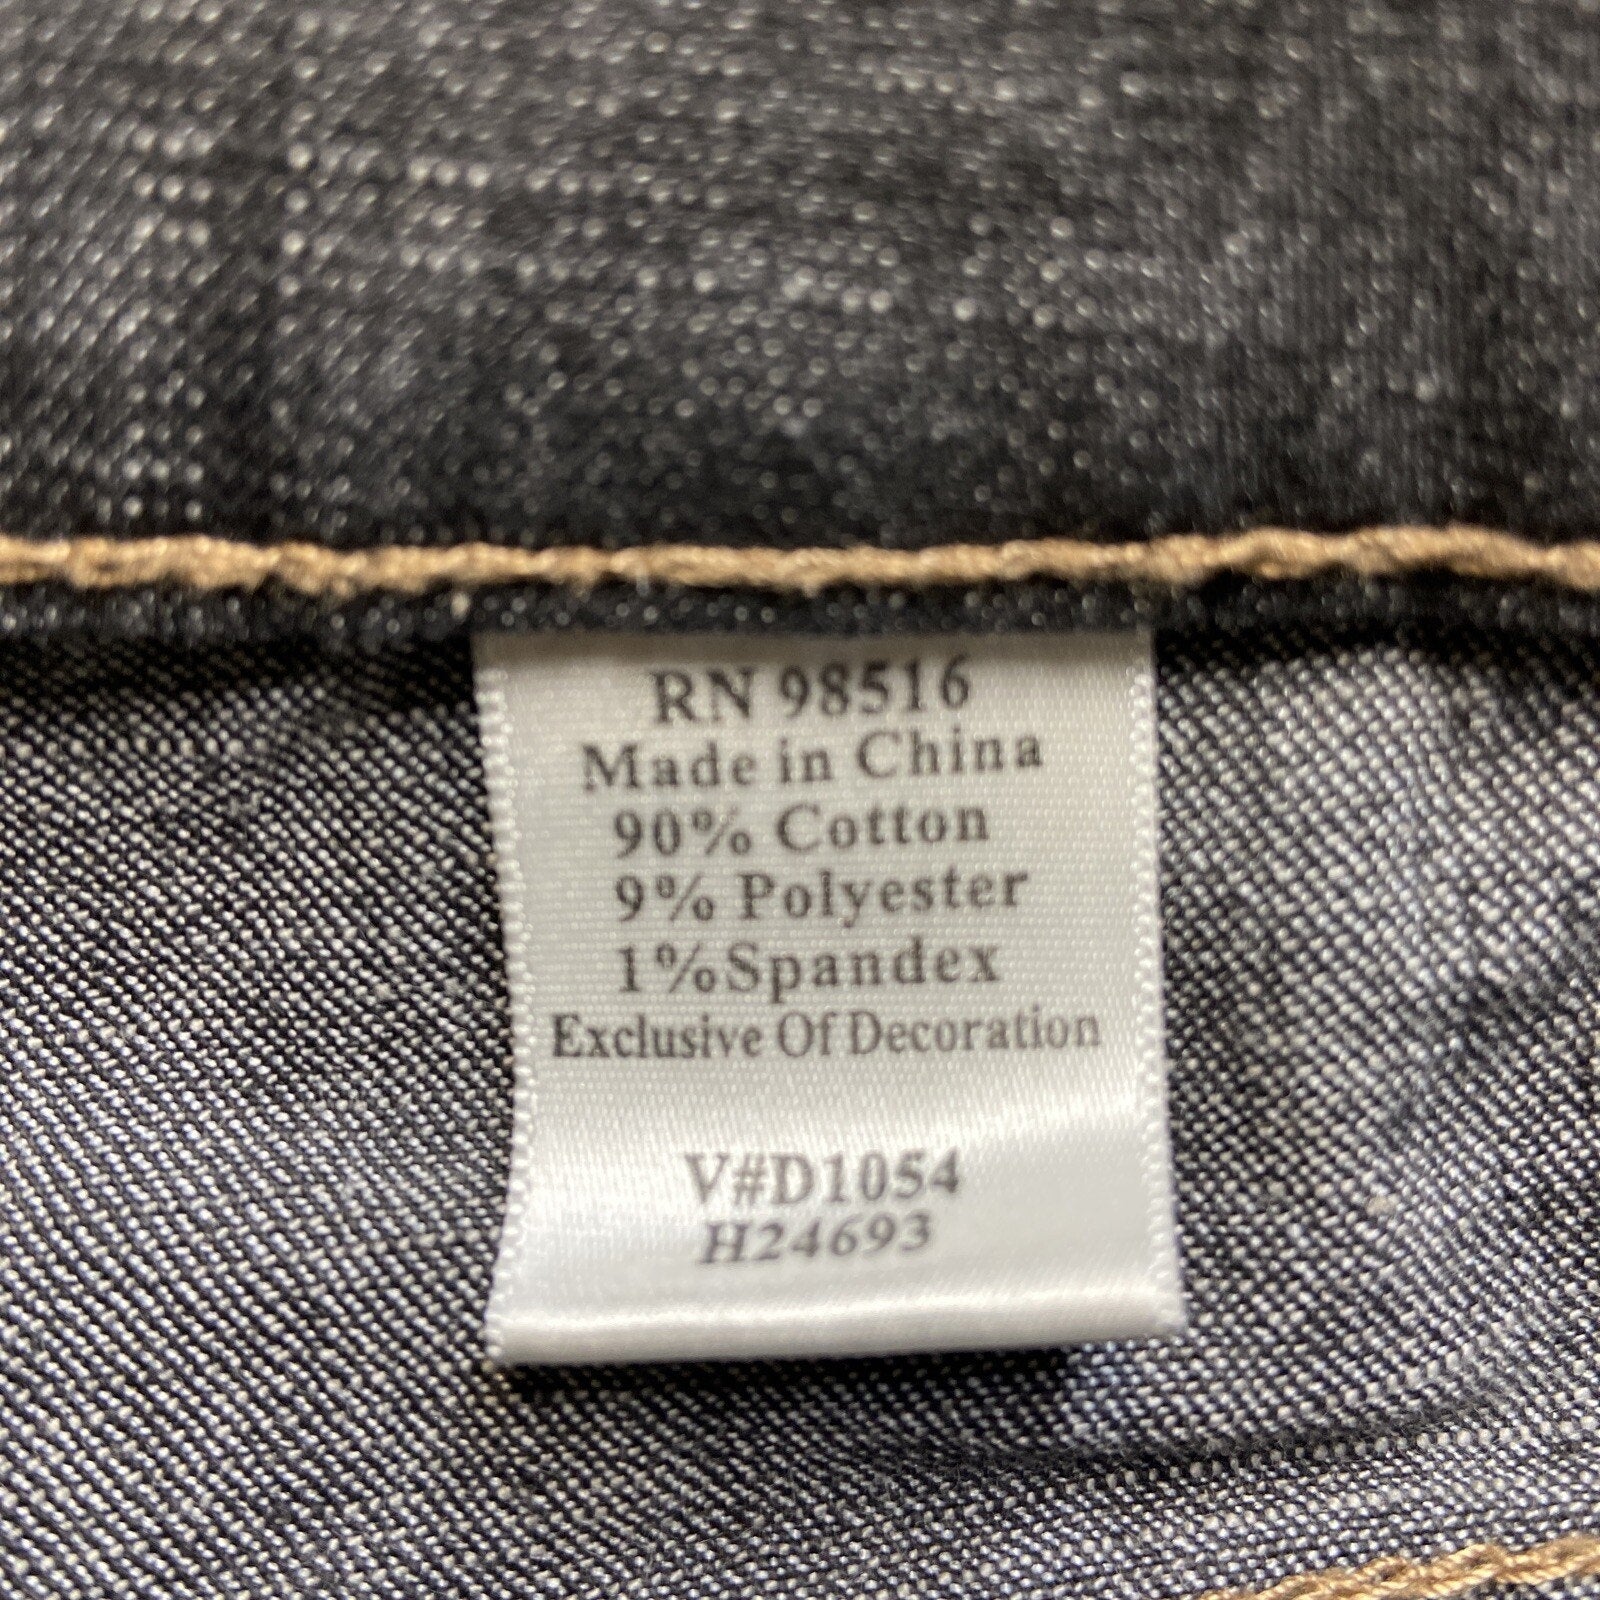 RN 98516
Made in China
90% Cotton
9% Polyester
1%Spandex
Exclusive Of Decoration
V#D1054
H24693